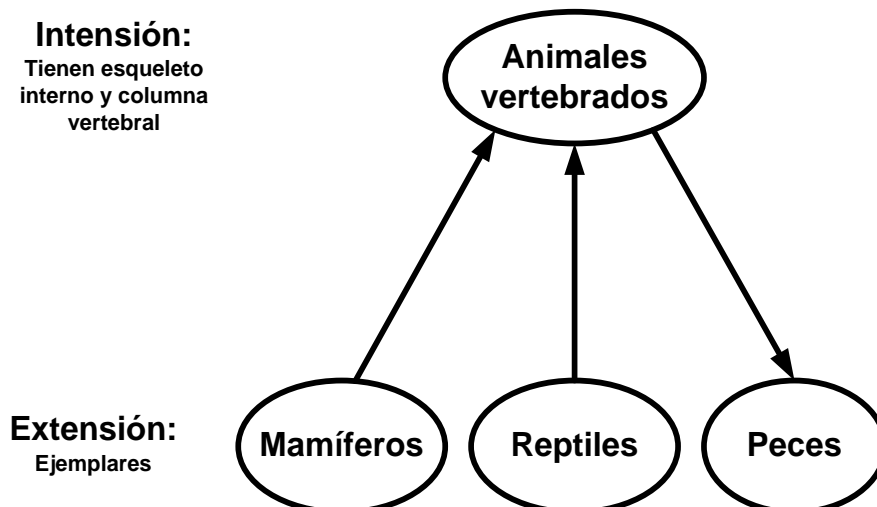 Intensión:
Tienen esqueleto
interno y columna
vertebral
Animales
vertebrados
Extensión:
Ejemplares
Mamíferos
Reptiles
Peces